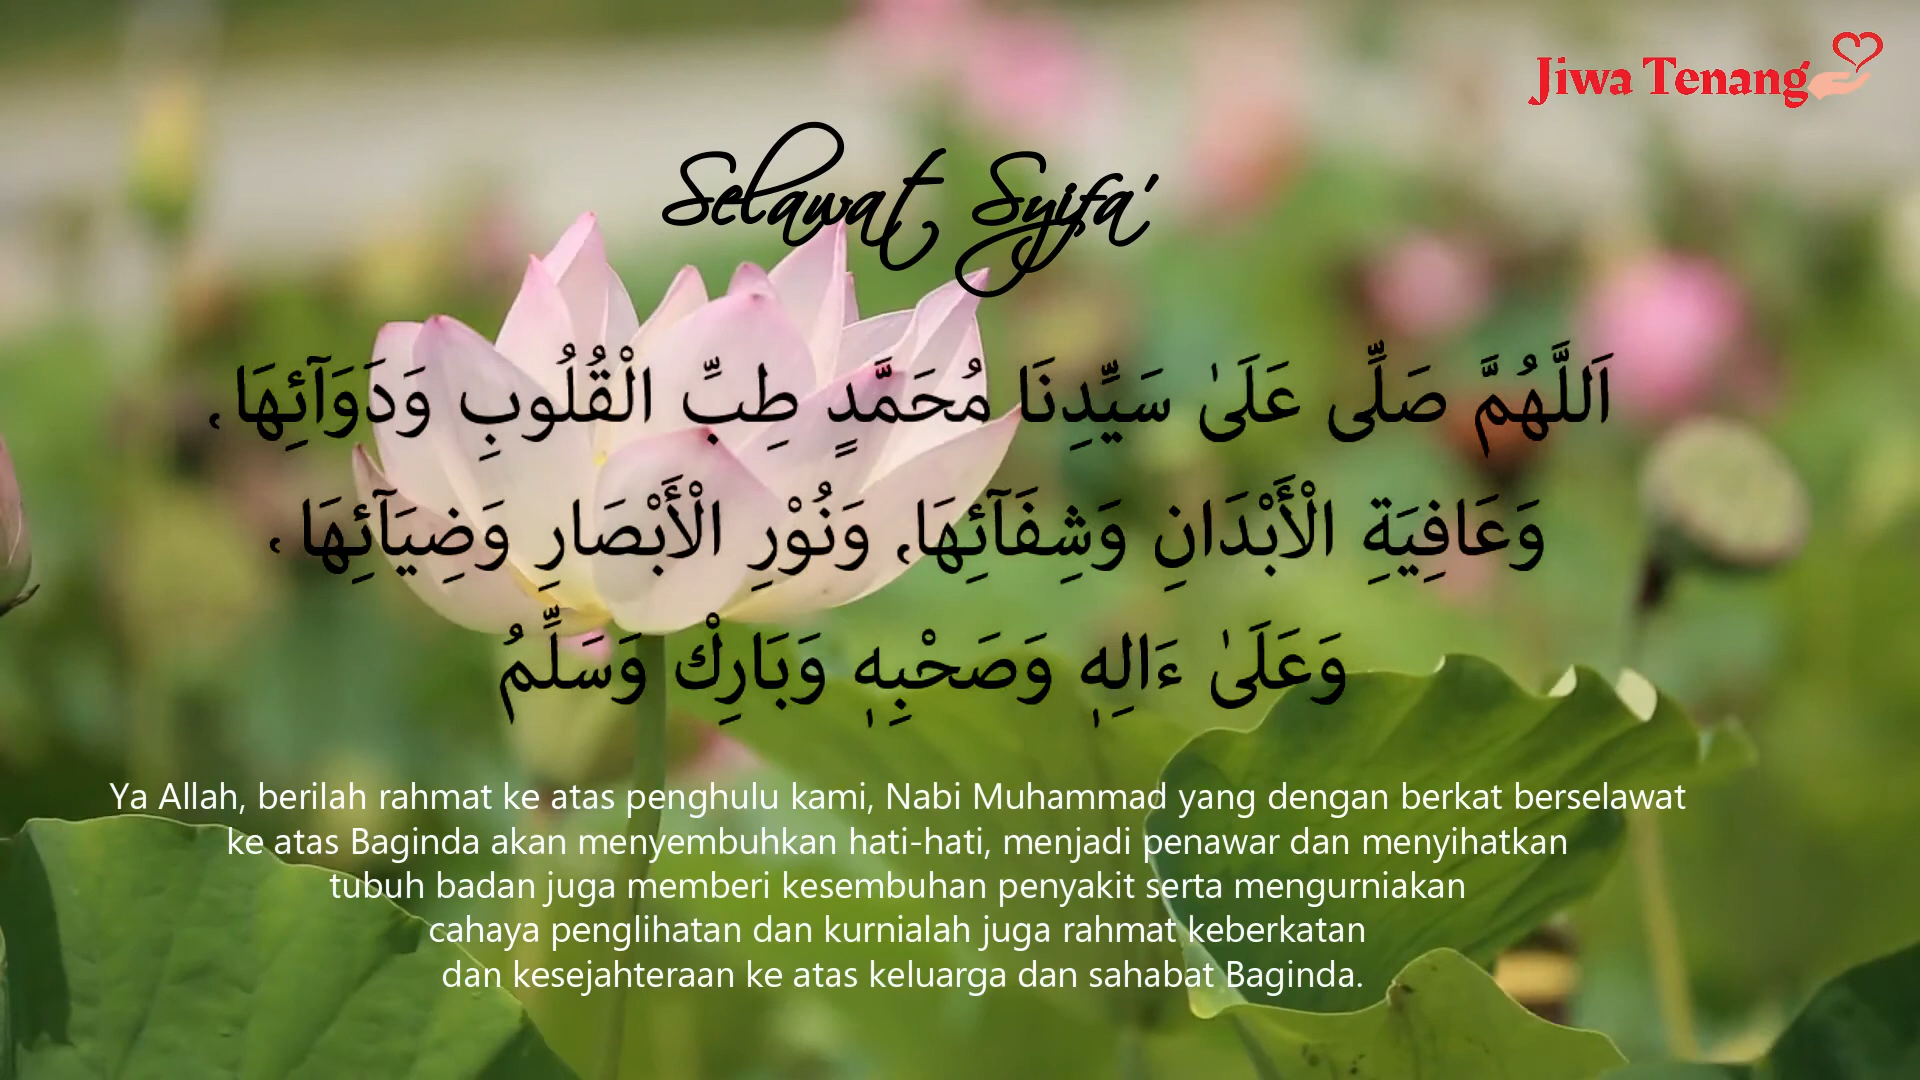 Jiwa Tenang
Selawat Syifa'
اَللَّهُمَّ صَلِّى عَلَىٰ سَيِّدِنَا مُحَمَّدٍ طِبِّ الْقُلُوبِ وَدَوَآئِهَا،
وَعَافِيَةِ الْأَبْدَانِ وَشِفَآئِهَا، وَنُوْرِ الْأَبْصَارِ وَضِيَآئِهَا،
وَعَلَىٰ ءَالِهٖ وَصَحْبِهٖ وَبَارِكْ وَسَلِّمُ
Ya Allah, berilah rahmat ke atas penghulu kami, Nabi Muhammad yang dengan berkat berselawat
ke atas Baginda akan menyembuhkan hati-hati, menjadi penawar dan menyihatkan
tubuh badan juga memberi kesembuhan penyakit serta mengurniakan
cahaya penglihatan dan kurnialah juga rahmat keberkatan
dan kesejahteraan ke atas keluarga dan sahabat Baginda.